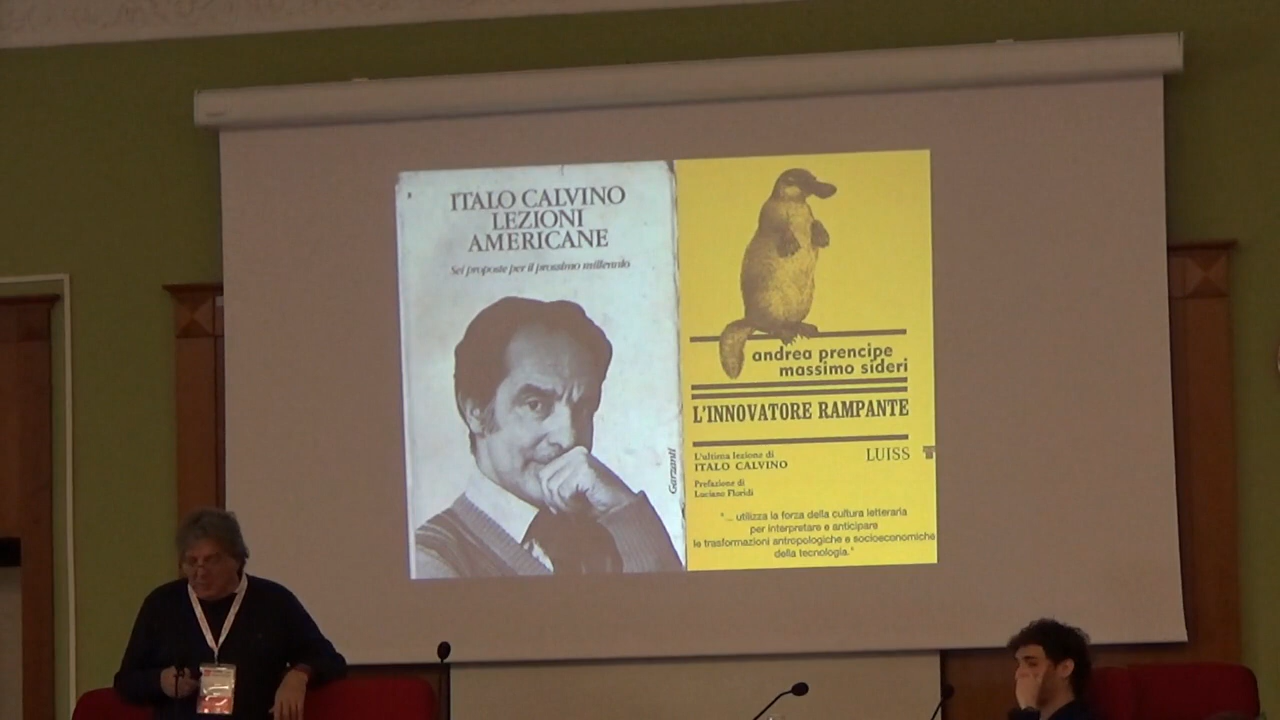 ITALO CALVINO
LEZIONI
AMERICANE
Sei proposte per il prossimo millennio
Garzanti
andrea prencipe
massimo sideri
L'INNOVATORE RAMPANTE
L'ultima lezione di
ITALO CALVINO
LUISS
Prefazione di
Luciano Floridi
"... utilizza la forza della cultura letteraria
per interpretare e anticipare
le trasformazioni antropologiche e socioeconomiche
della tecnologia."